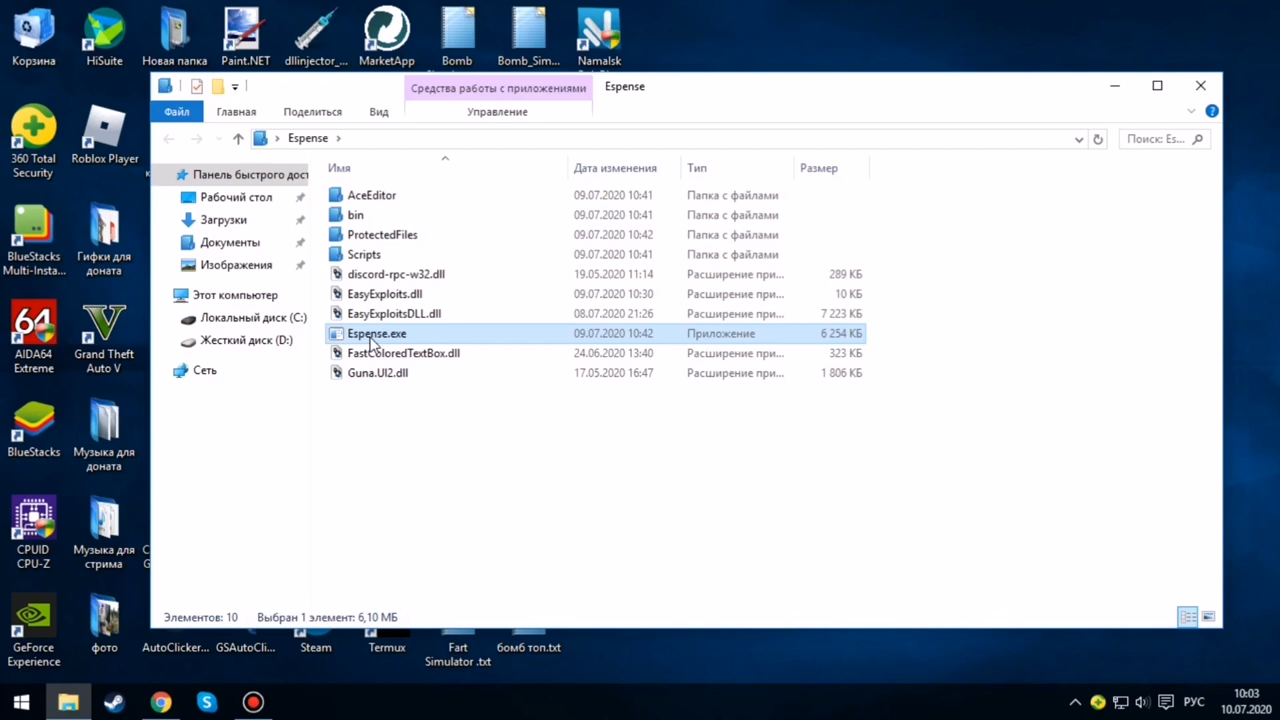 Корзина
HiSuite
Новая папка
Paint.NET
dllinjector_...
MarketApp
Bomb
Bomb_Sim...
Namalsk
Средства работы с приложениями
Espense
Файл
Главная
Поделиться
Вид
Управление
Espense
Поиск: Es...
360 Total
Security
Roblox Player
BlueStacks
Multi-Insta...
Гифки для
доната
AIDA64
Extreme
Grand Theft
Auto V
BlueStacks
Музыка для
доната
CPUID
CPU-Z
Музыка для
стрима
GeForce
Experience
фото
Панель быстрого дост
Рабочий стол
Загрузки
Документы
Изображения
Этот компьютер
Локальный диск (C:)
Жесткий диск (D:)
Сеть
Имя Дата изменения Тип Размер
AceEditor 09.07.2020 10:41 Папка с файлами
bin 09.07.2020 10:41 Папка с файлами
ProtectedFiles 09.07.2020 10:42 Папка с файлами
Scripts 09.07.2020 10:41 Папка с файлами
discord-rpc-w32.dll 19.05.2020 11:14 Расширение при... 289 КБ
EasyExploits.dll 09.07.2020 10:30 Расширение при... 10 КБ
EasyExploitsDLL.dll 08.07.2020 21:26 Расширение при... 7 223 КБ
Espense.exe 09.07.2020 10:42 Приложение 6 254 КБ
FastColoredTextBox.dll 24.06.2020 13:40 Расширение при... 323 КБ
Guna.UI2.dll 17.05.2020 16:47 Расширение при... 1 806 КБ
Элементов: 10 Выбран 1 элемент: 6,10 МБ
AutoClicker...
GSAutoCli...
Steam
Termux
Fart
Simulator .txt
бомб топ.txt
РУС
10:03
10.07.2020